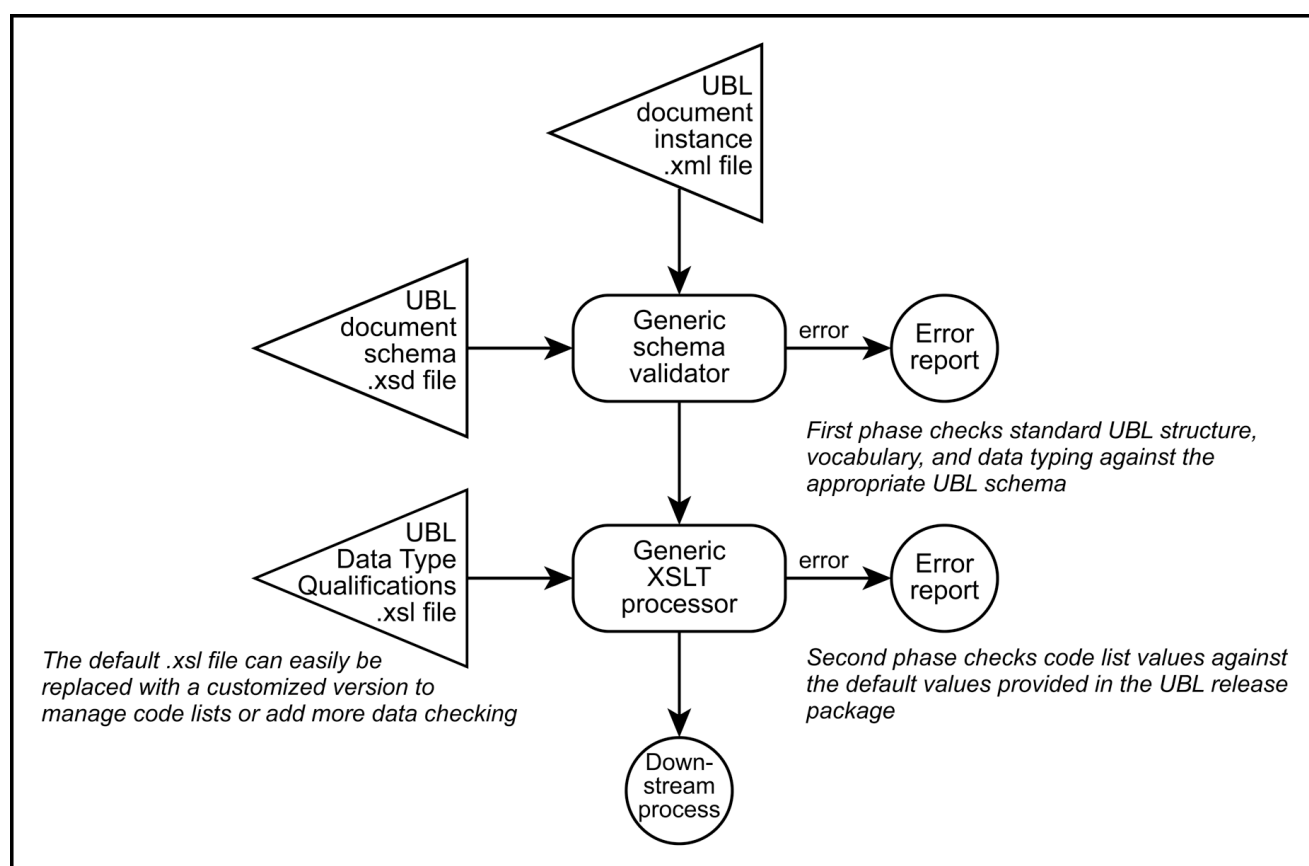 UBL
document
instance
.xml file
UBL
document
schema
.xsd file
Generic
schema
validator
error
Error
report
First phase checks standard UBL structure,
vocabulary, and data typing against the
appropriate UBL schema
UBL
Data Type
Qualifications
.xsl file
Generic
XSLT
processor
error
Error
report
The default .xsl file can easily be
replaced with a customized version to
manage code lists or add more data checking
Second phase checks code list values against
the default values provided in the UBL release
package
Down-
stream
process